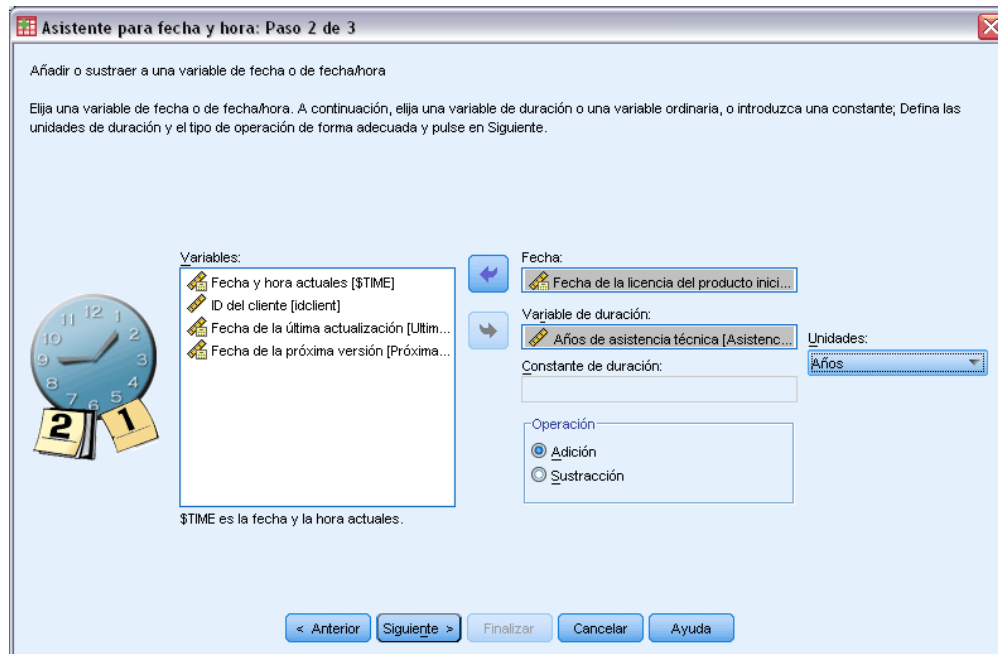 Asistente para fecha y hora: Paso 2 de 3
Añadir o sustraer a una variable de fecha o de fecha/hora
Elija una variable de fecha o de fecha/hora. A continuación, elija una variable de duración o una variable ordinaria, o introduzca una constante; Defina las
unidades de duración y el tipo de operación de forma adecuada y pulse en Siguiente.
Variables:
Fecha y hora actuales [$TIME]
ID del cliente [idclient]
Fecha de la última actualización [Ultim...
Fecha de la próxima versión [Próxima...
$TIME es la fecha y la hora actuales.
Fecha:
Fecha de la licencia del producto inici...
Variable de duración:
Años de asistencia técnica [Asistenc...
Unidades:
Años
Constante de duración:
Operación
Adición
Sustracción
12 1 2 3 4 5 6 7 8 9 10 11
2 1
< Anterior Siguiente > Finalizar Cancelar Ayuda